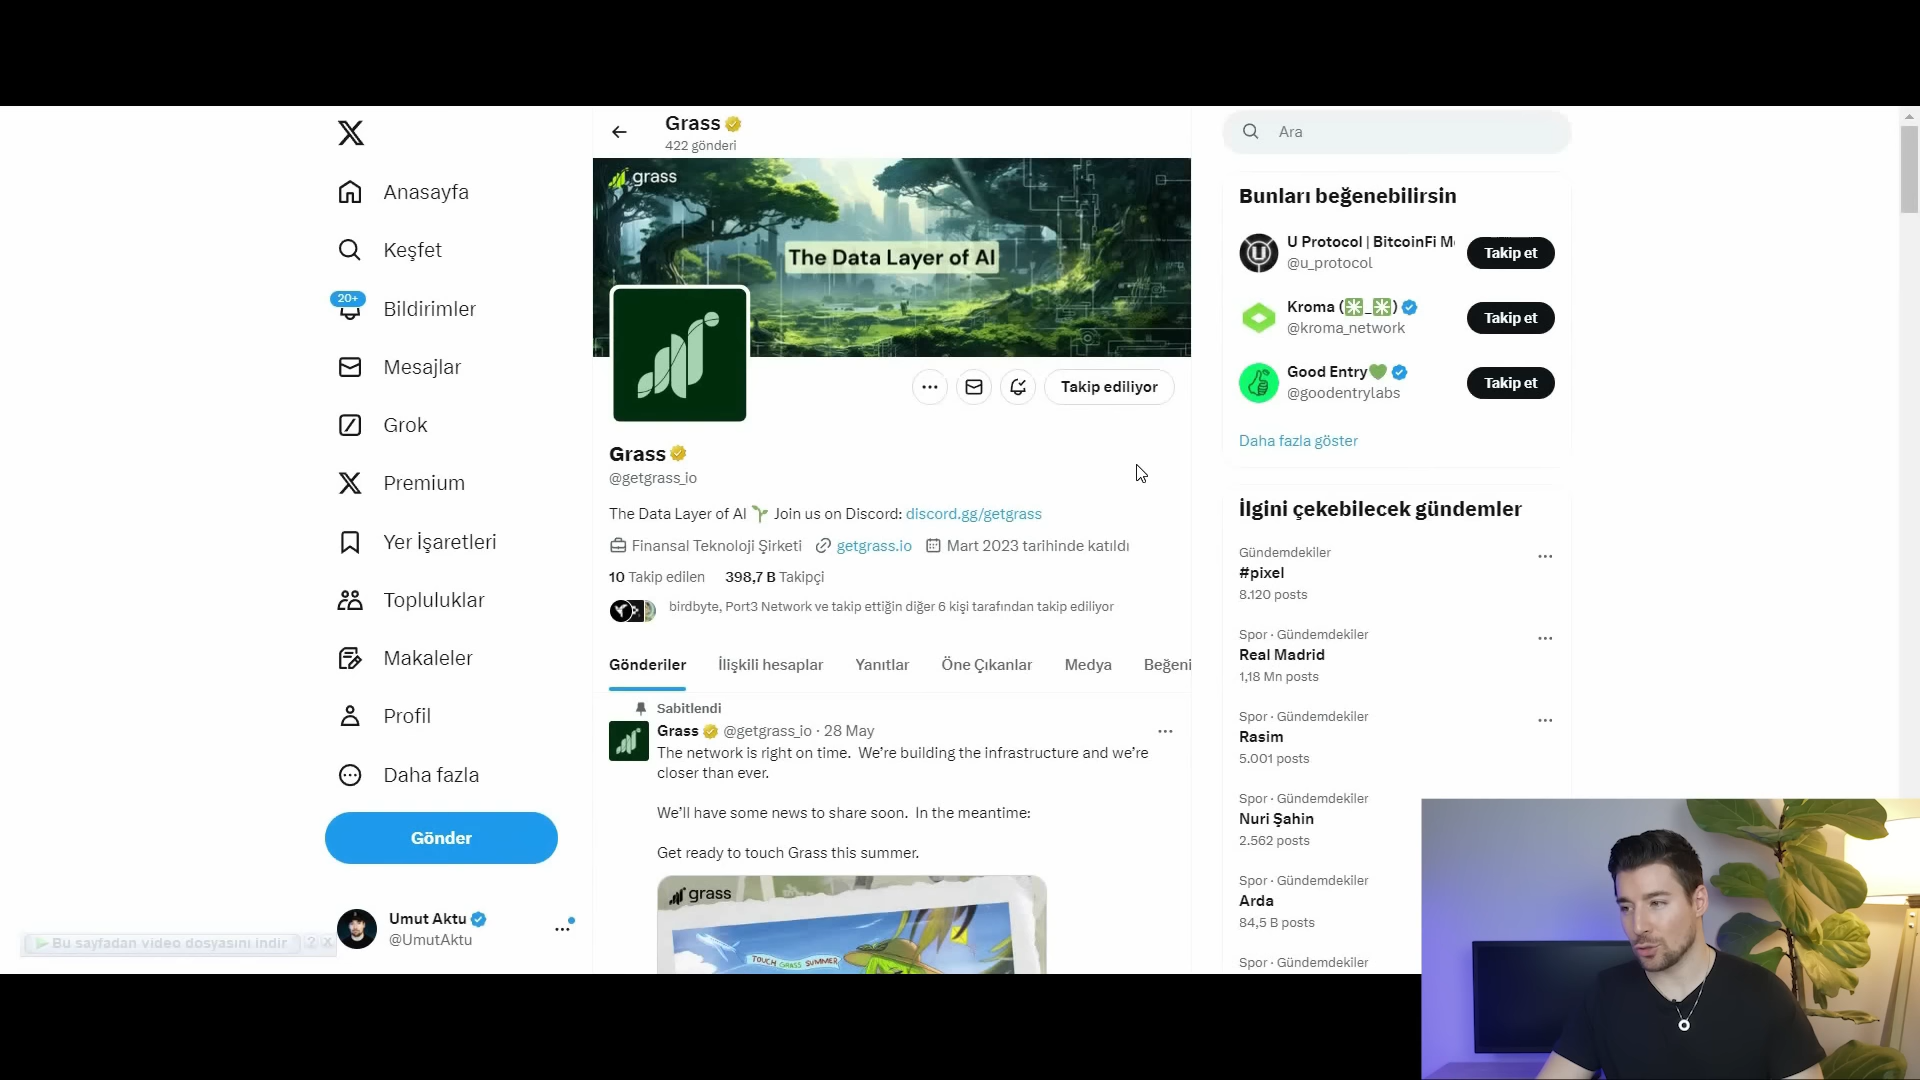 Anasayfa
Keşfet
20+
Bildirimler
Mesajlar
Grok
Premium
Yer İşaretleri
Topluluklar
Makaleler
Profil
Daha fazla
Gönder
Umut Aktu
@UmutAktu
Bu sayfadan video dosyasını indir ? X
Grass
422 gönderi
grass
The Data Layer of AI
Takip ediliyor
Grass
@getgrass_io
The Data Layer of AI Join us on Discord: discord.gg/getgrass
Finansal Teknoloji Şirketi getgrass.io Mart 2023 tarihinde katıldı
10 Takip edilen 398,7 B Takipçi
birdbyte, Port3 Network ve takip ettiğin diğer 6 kişi tarafından takip ediliyor
Gönderiler İlişkili hesaplar Yanıtlar Öne Çıkanlar Medya Beğeni
Sabitlendi
Grass @getgrass_io · 28 May
The network is right on time. We're building the infrastructure and we're
closer than ever.
We'll have some news to share soon. In the meantime:
Get ready to touch Grass this summer.
grass
TOUCH GRASS SUMMER
Ara
Bunları beğenebilirsin
U Protocol | BitcoinFi M
@u_protocol
Takip et
Kroma (✳️_✳️)
@kroma_network
Takip et
Good Entry💚
@goodentrylabs
Takip et
Daha fazla göster
İlgini çekebilecek gündemler
Gündemdekiler
#pixel
8.120 posts
Spor · Gündemdekiler
Real Madrid
1,18 Mn posts
Spor · Gündemdekiler
Rasim
5.001 posts
Spor · Gündemdekiler
Nuri Şahin
2.562 posts
Spor · Gündemdekiler
Arda
84,5 B posts
Spor · Gündemdekiler